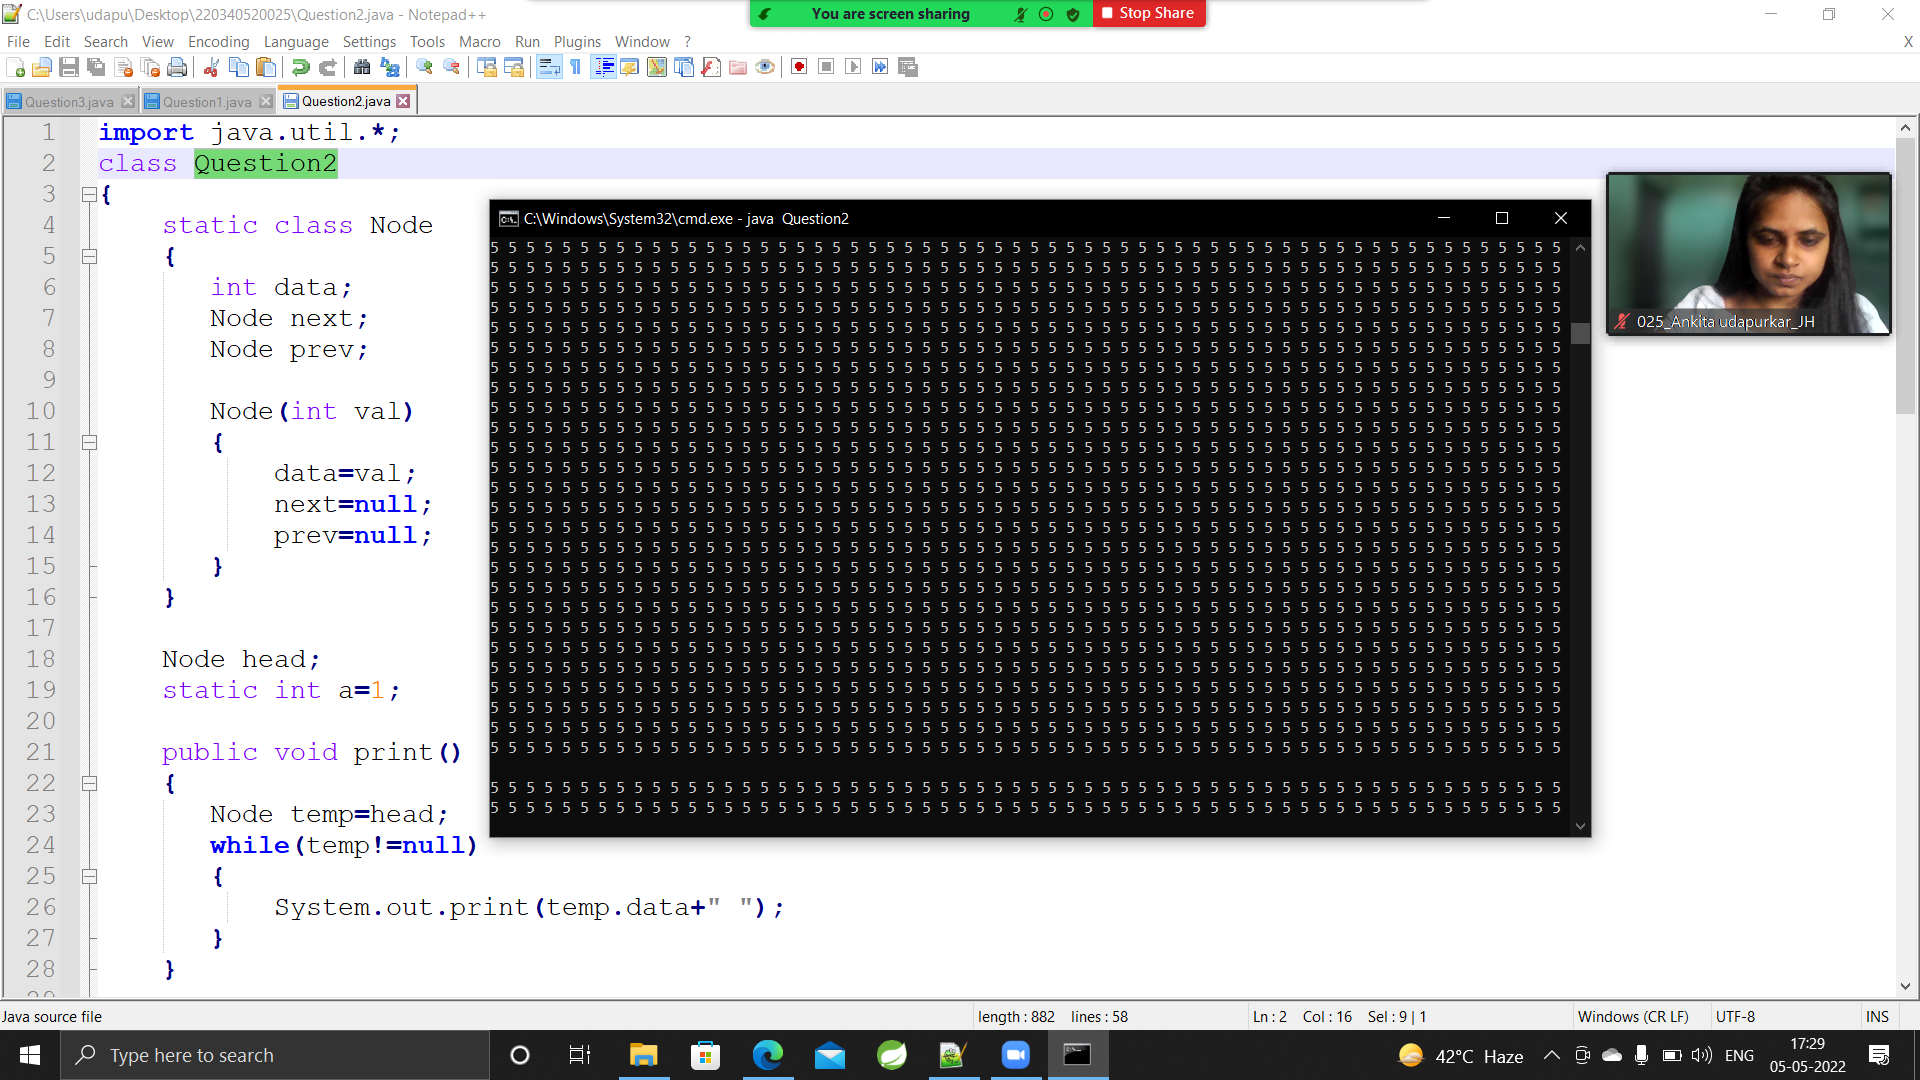 C:\Users\udapu\Desktop\220340520025\Question2.java - Notepad++
You are screen sharing
Stop Share
File Edit Search View Encoding Language Settings Tools Macro Run Plugins Window ?
X
Question3.java Question1.java Question2.java
1 import java.util.*;
2 class Question2
3 {
4 static class Node
5 {
6 int data;
7 Node next;
8 Node prev;
9
10 Node(int val)
11 {
12 data=val;
13 next=null;
14 prev=null;
15 }
16 }
17
18 Node head;
19 static int a=1;
20
21 public void print()
22 {
23 Node temp=head;
24 while(temp!=null)
25 {
26 System.out.print(temp.data+" ");
27 }
28 }
C:\Windows\System32\cmd.exe - java Question2
5 5 5 5 5 5 5 5 5 5 5 5 5 5 5 5 5 5 5 5 5 5 5 5 5 5 5 5 5 5 5 5 5 5 5 5 5 5 5 5 5 5 5 5 5 5 5 5 5 5 5 5 5 5 5 5 5 5 5 5
025_Ankita udapurkar_JH
Java source file
length : 882 lines : 58
Ln : 2 Col : 16 Sel : 9 | 1
Windows (CR LF)
UTF-8
INS
Type here to search
42°C Haze
ENG
17:29
05-05-2022